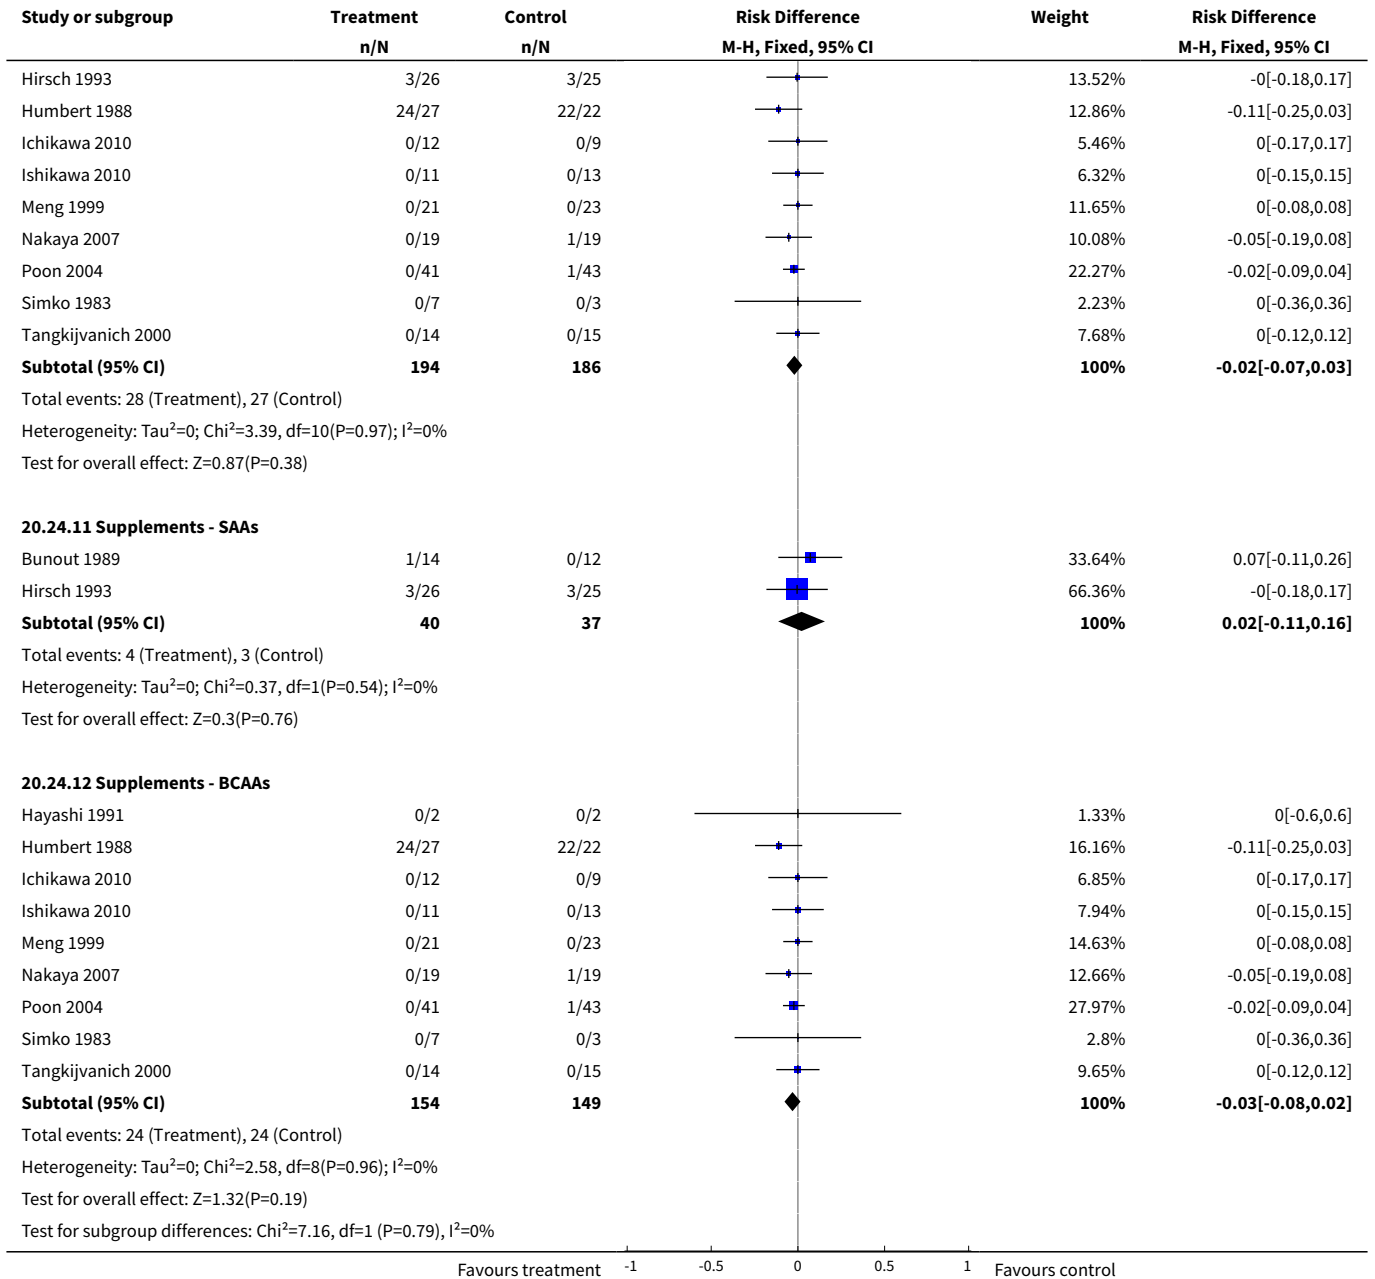 Study or subgroup Treatment Control Risk Difference Weight Risk Difference
n/N n/N M-H, Fixed, 95% CI M-H, Fixed, 95% CI
Hirsch 1993 3/26 3/25 13.52% -0[-0.18,0.17]
Humbert 1988 24/27 22/22 12.86% -0.11[-0.25,0.03]
Ichikawa 2010 0/12 0/9 5.46% 0[-0.17,0.17]
Ishikawa 2010 0/11 0/13 6.32% 0[-0.15,0.15]
Meng 1999 0/21 0/23 11.65% 0[-0.08,0.08]
Nakaya 2007 0/19 1/19 10.08% -0.05[-0.19,0.08]
Poon 2004 0/41 1/43 22.27% -0.02[-0.09,0.04]
Simko 1983 0/7 0/3 2.23% 0[-0.36,0.36]
Tangkijvanich 2000 0/14 0/15 7.68% 0[-0.12,0.12]
Subtotal (95% CI) 194 186 100% -0.02[-0.07,0.03]
Total events: 28 (Treatment), 27 (Control)
Heterogeneity: Tau²=0; Chi²=3.39, df=10(P=0.97); I²=0%
Test for overall effect: Z=0.87(P=0.38)
20.24.11 Supplements - SAAs
Bunout 1989 1/14 0/12 33.64% 0.07[-0.11,0.26]
Hirsch 1993 3/26 3/25 66.36% -0[-0.18,0.17]
Subtotal (95% CI) 40 37 100% 0.02[-0.11,0.16]
Total events: 4 (Treatment), 3 (Control)
Heterogeneity: Tau²=0; Chi²=0.37, df=1(P=0.54); I²=0%
Test for overall effect: Z=0.3(P=0.76)
20.24.12 Supplements - BCAAs
Hayashi 1991 0/2 0/2 1.33% 0[-0.6,0.6]
Humbert 1988 24/27 22/22 16.16% -0.11[-0.25,0.03]
Ichikawa 2010 0/12 0/9 6.85% 0[-0.17,0.17]
Ishikawa 2010 0/11 0/13 7.94% 0[-0.15,0.15]
Meng 1999 0/21 0/23 14.63% 0[-0.08,0.08]
Nakaya 2007 0/19 1/19 12.66% -0.05[-0.19,0.08]
Poon 2004 0/41 1/43 27.97% -0.02[-0.09,0.04]
Simko 1983 0/7 0/3 2.8% 0[-0.36,0.36]
Tangkijvanich 2000 0/14 0/15 9.65% 0[-0.12,0.12]
Subtotal (95% CI) 154 149 100% -0.03[-0.08,0.02]
Total events: 24 (Treatment), 24 (Control)
Heterogeneity: Tau²=0; Chi²=2.58, df=8(P=0.96); I²=0%
Test for overall effect: Z=1.32(P=0.19)
Test for subgroup differences: Chi²=7.16, df=1 (P=0.79), I²=0%
Favours treatment -1 -0.5 0 0.5 1 Favours control